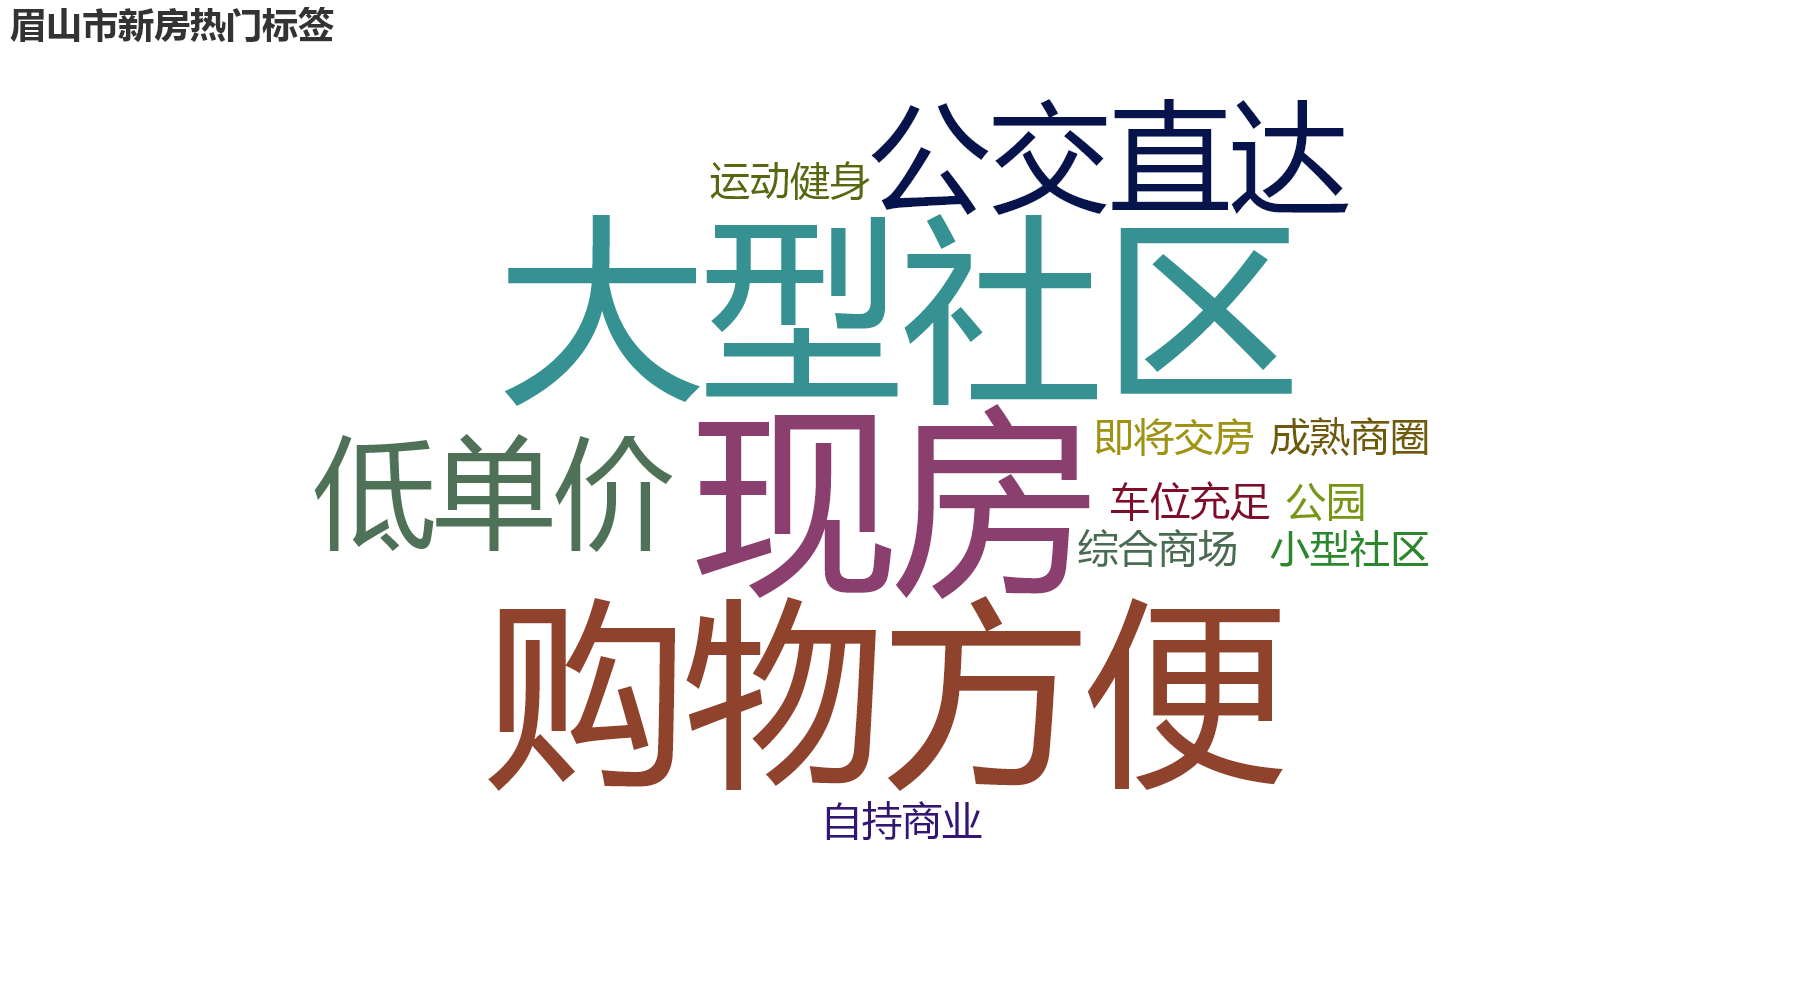 眉山市新房热门标签
公交直达
运动健身
大型社区
现房
即将交房
成熟商圈
低单价
车位充足
公园
综合商场
小型社区
购物方便
自持商业